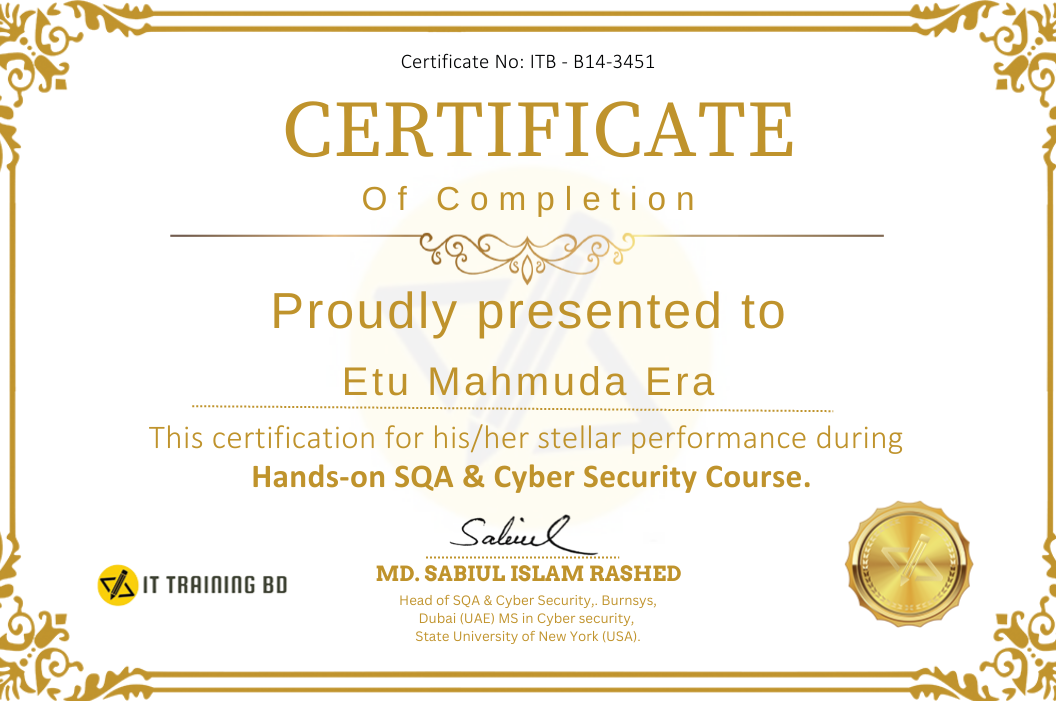 Certificate No: ITB - B14-3451
CERTIFICATE
Of Completion
Proudly presented to
Etu Mahmuda Era
This certification for his/her stellar performance during
Hands-on SQA & Cyber Security Course.
Sabiul
MD. SABIUL ISLAM RASHED
Head of SQA & Cyber Security,. Burnsys,
Dubai (UAE) MS in Cyber security,
State University of New York (USA).
IT TRAINING BD